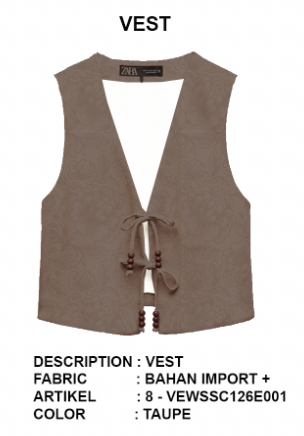 VEST
ZARA
DESCRIPTION : VEST
FABRIC : BAHAN IMPORT +
ARTIKEL : 8 - VEWSSC126E001
COLOR : TAUPE